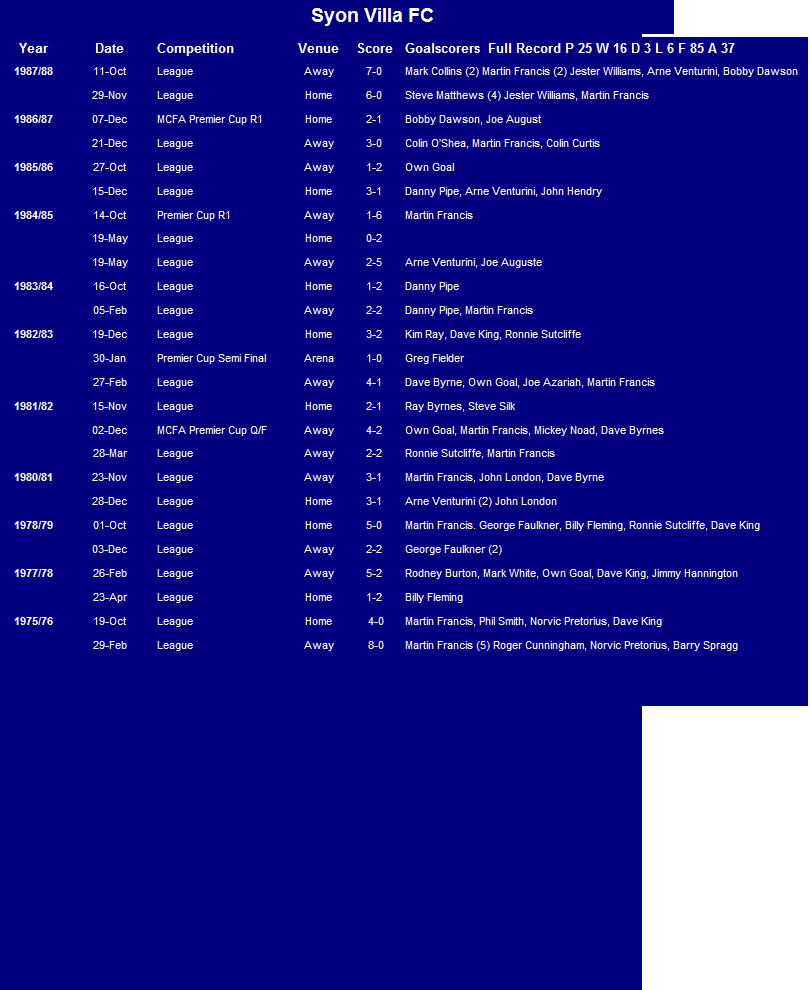 Syon Villa FC
Year Date Competition Venue Score Goalscorers Full Record P 25 W 16 D 3 L 6 F 85 A 37
1987/88 11-Oct League Away 7-0 Mark Collins (2) Martin Francis (2) Jester Williams, Arne Venturini, Bobby Dawson
29-Nov League Home 6-0 Steve Matthews (4) Jester Williams, Martin Francis
1986/87 07-Dec MCFA Premier Cup R1 Home 2-1 Bobby Dawson, Joe August
21-Dec League Away 3-0 Colin O'Shea, Martin Francis, Colin Curtis
1985/86 27-Oct League Away 1-2 Own Goal
15-Dec League Home 3-1 Danny Pipe, Arne Venturini, John Hendry
1984/85 14-Oct Premier Cup R1 Away 1-6 Martin Francis
19-May League Home 0-2
19-May League Away 2-5 Arne Venturini, Joe Auguste
1983/84 16-Oct League Home 1-2 Danny Pipe
05-Feb League Away 2-2 Danny Pipe, Martin Francis
1982/83 19-Dec League Home 3-2 Kim Ray, Dave King, Ronnie Sutcliffe
30-Jan Premier Cup Semi Final Arena 1-0 Greg Fielder
27-Feb League Away 4-1 Dave Byrne, Own Goal, Joe Azariah, Martin Francis
1981/82 15-Nov League Home 2-1 Ray Byrnes, Steve Silk
02-Dec MCFA Premier Cup Q/F Away 4-2 Own Goal, Martin Francis, Mickey Noad, Dave Byrnes
28-Mar League Away 2-2 Ronnie Sutcliffe, Martin Francis
1980/81 23-Nov League Away 3-1 Martin Francis, John London, Dave Byrne
28-Dec League Home 3-1 Arne Venturini (2) John London
1978/79 01-Oct League Home 5-0 Martin Francis. George Faulkner, Billy Fleming, Ronnie Sutcliffe, Dave King
03-Dec League Away 2-2 George Faulkner (2)
1977/78 26-Feb League Away 5-2 Rodney Burton, Mark White, Own Goal, Dave King, Jimmy Hannington
23-Apr League Home 1-2 Billy Fleming
1975/76 19-Oct League Home 4-0 Martin Francis, Phil Smith, Norvic Pretorius, Dave King
29-Feb League Away 8-0 Martin Francis (5) Roger Cunningham, Norvic Pretorius, Barry Spragg